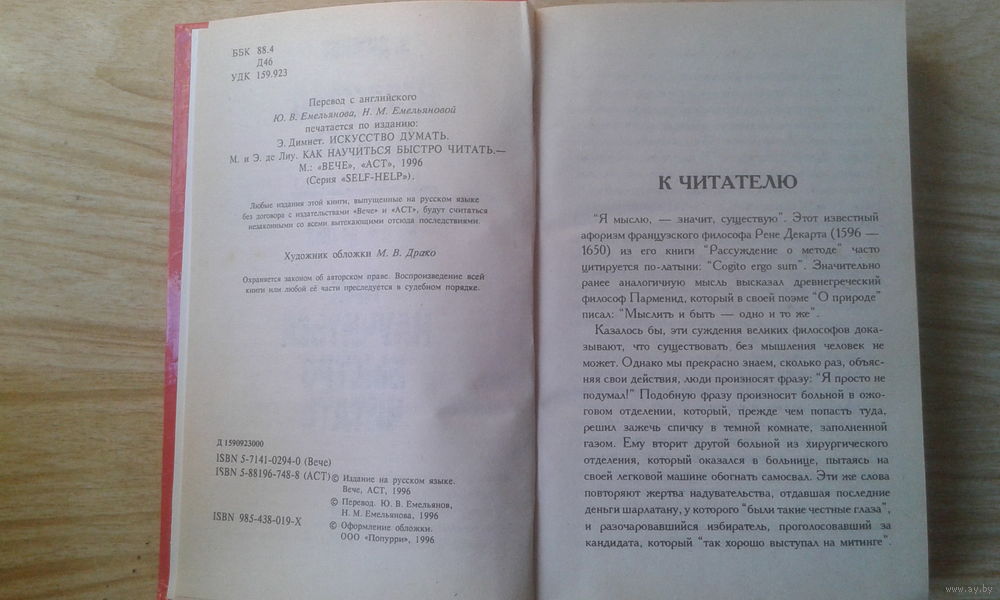 ББК 88.4
Д46
УДК 159.923
Перевод с английского
Ю. В. Емельянова, Н. М. Емельяновой
печатается по изданию:
Э. Димнет. ИСКУССТВО ДУМАТЬ.
М. и Э. де Лиу. КАК НАУЧИТЬСЯ БЫСТРО ЧИТАТЬ.—
М.: «ВЕЧЕ», «АСТ», 1996
(Серия «SELF-HELP»).
Любые издания этой книги, выпущенные на русском языке
без договора с издательствами «Вече» и «АСТ», будут считаться
незаконными со всеми вытекающими отсюда последствиями.
Художник обложки М. В. Драко
Охраняется законом об авторском праве. Воспроизведение всей
книги или любой её части преследуется в судебном порядке.
Д 1590923000
ISBN 5-7141-0294-0 (Вече)
ISBN 5-88196-748-8 (АСТ)
© Издание на русском языке.
Вече, АСТ, 1996
© Перевод. Ю. В. Емельянов,
Н. М. Емельянова, 1996
ISBN 985-438-019-X
© Оформление обложки.
ООО «Попурри», 1996
К ЧИТАТЕЛЮ
“Я мыслю, — значит, существую”. Этот известный
афоризм французского философа Рене Декарта (1596 —
1650) из его книги “Рассуждение о методе” часто
цитируется по-латыни: “Cogito ergo sum”. Значительно
ранее аналогичную мысль высказал древнегреческий
философ Парменид, который в своей поэме “О природе”
писал: “Мыслить и быть — одно и то же”.
Казалось бы, эти суждения великих философов дока-
зывают, что существовать без мышления человек не
может. Однако мы прекрасно знаем, сколько раз, объяс-
няя свои действия, люди произносят фразу: “Я просто не
подумал!” Подобную фразу произносит больной в ожо-
говом отделении, который, прежде чем попасть туда,
решил зажечь спичку в темной комнате, заполненной
газом. Ему вторит другой больной из хирургического
отделения, который оказался в больнице, пытаясь на
своей легковой машине обогнать самосвал. Эти же слова
повторяют жертва надувательства, отдавшая последние
деньги шарлатану, у которого “были такие честные глаза”,
и разочаровавшийся избиратель, проголосовавший за
кандидата, который “так хорошо выступал на митинге”.
www.ay.by